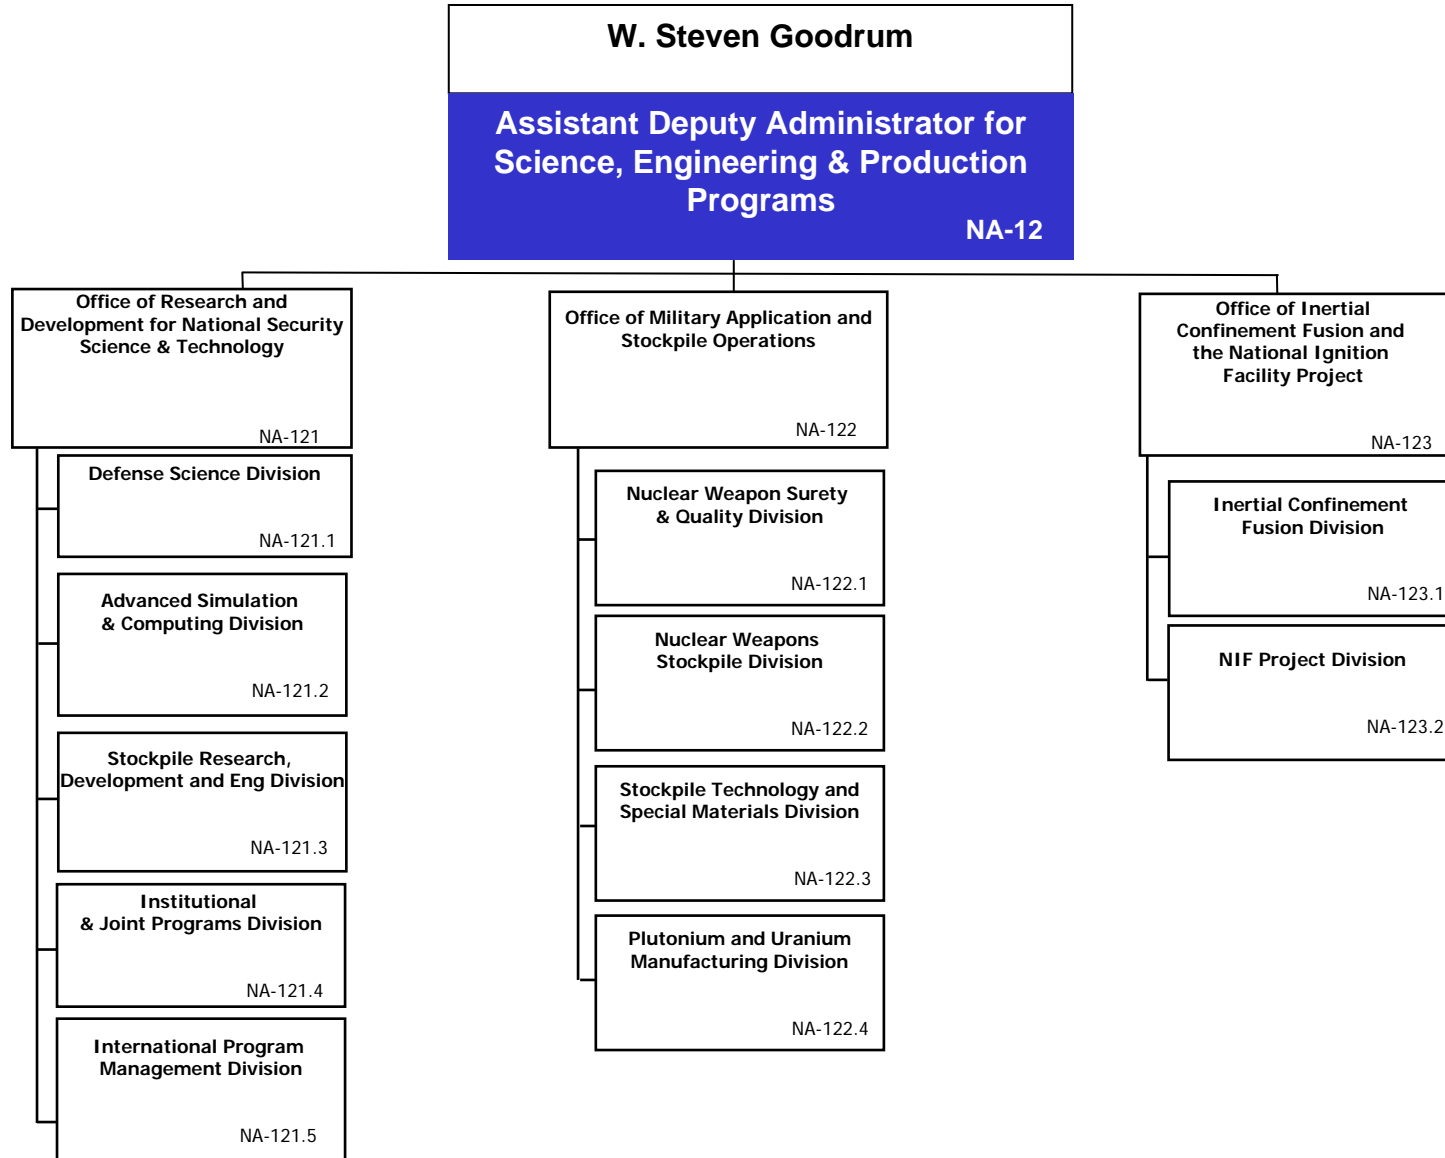 W. Steven Goodrum
Assistant Deputy Administrator for
Science, Engineering & Production
Programs
NA-12
Office of Research and
Development for National Security
Science & Technology
NA-121
Defense Science Division
NA-121.1
Advanced Simulation
& Computing Division
NA-121.2
Stockpile Research,
Development and Eng Division
NA-121.3
Institutional
& Joint Programs Division
NA-121.4
International Program
Management Division
NA-121.5
Office of Military Application and
Stockpile Operations
NA-122
Nuclear Weapon Surety
& Quality Division
NA-122.1
Nuclear Weapons
Stockpile Division
NA-122.2
Stockpile Technology and
Special Materials Division
NA-122.3
Plutonium and Uranium
Manufacturing Division
NA-122.4
Office of Inertial
Confinement Fusion and
the National Ignition
Facility Project
NA-123
Inertial Confinement
Fusion Division
NA-123.1
NIF Project Division
NA-123.2